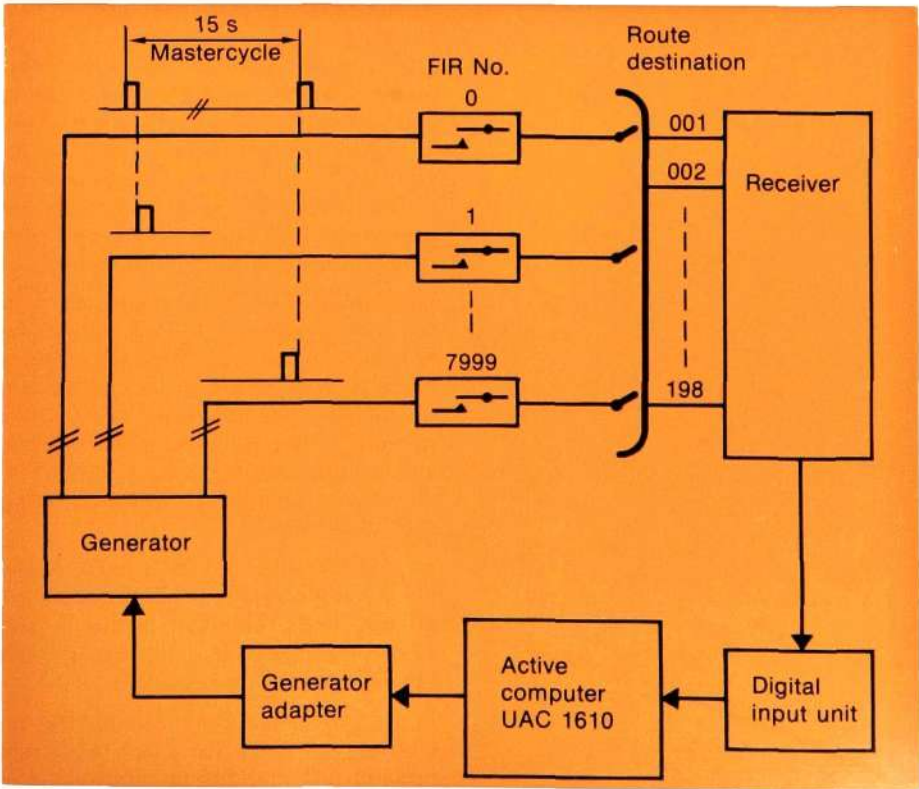 15 s
Mastercycle
FIR No.
0
Route
destination
001
002
Receiver
1
7999
198
Generator
Generator
adapter
Active
computer
UAC 1610
Digital
input unit